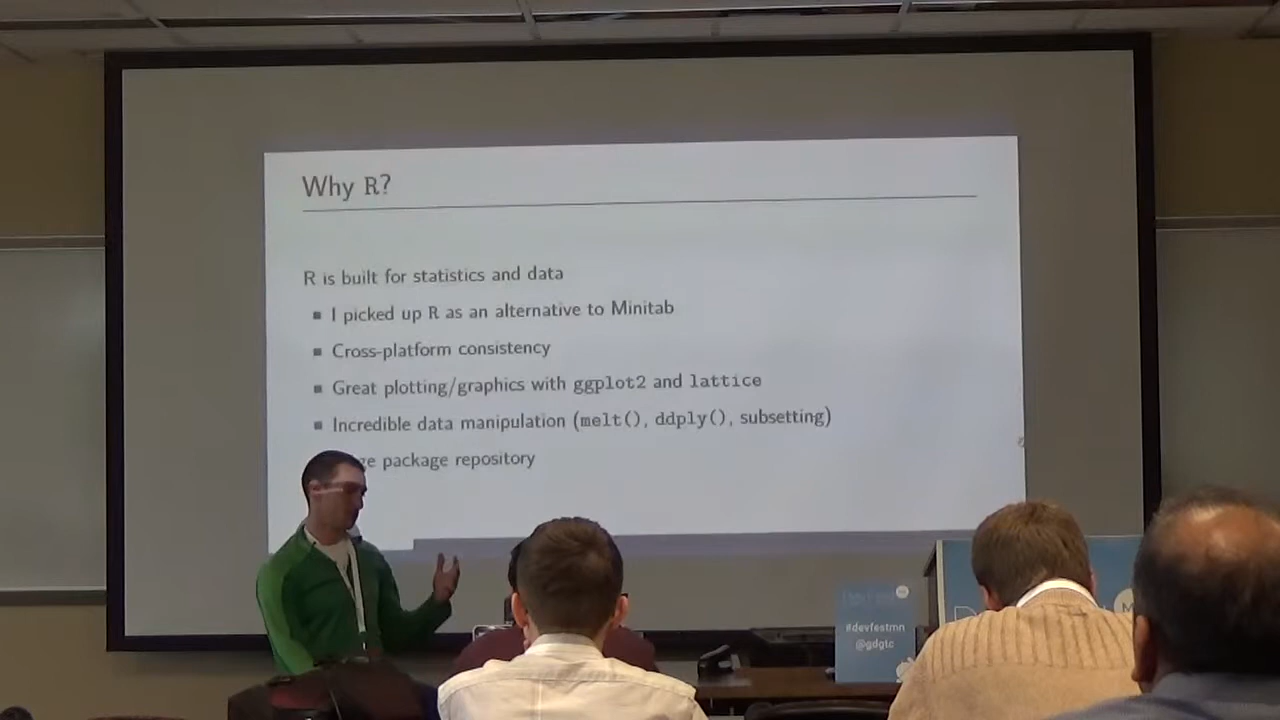 Why R?
R is built for statistics and data
I picked up R as an alternative to Minitab
Cross-platform consistency
Great plotting/graphics with ggplot2 and lattice
Incredible data manipulation (melt(), ddply(), subsetting)
package repository
#devfestmn
@gdgtc